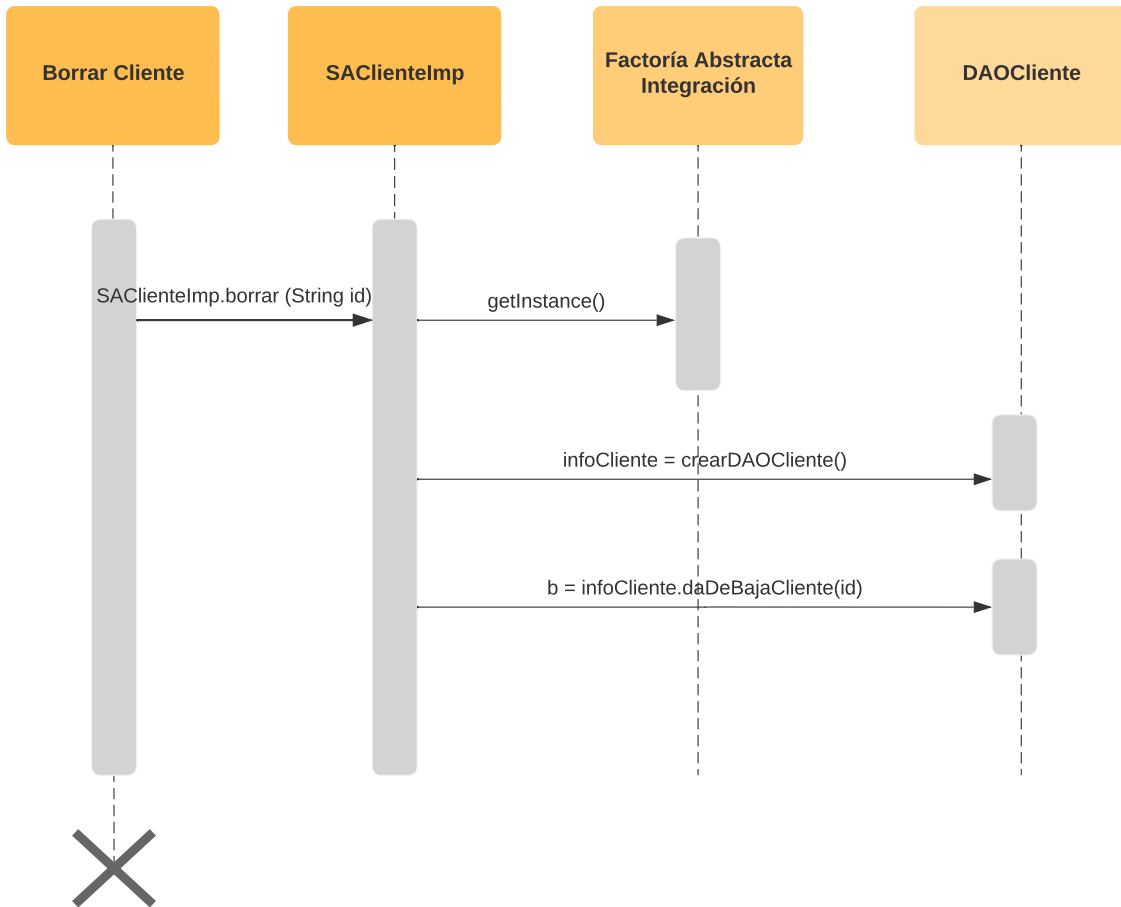 Borrar Cliente
SAClienteImp
Factoría Abstracta
Integración
DAOCliente
SAClienteImp.borrar (String id)
getInstance()
infoCliente = crearDAOCliente()
b = infoCliente.daDeBajaCliente(id)